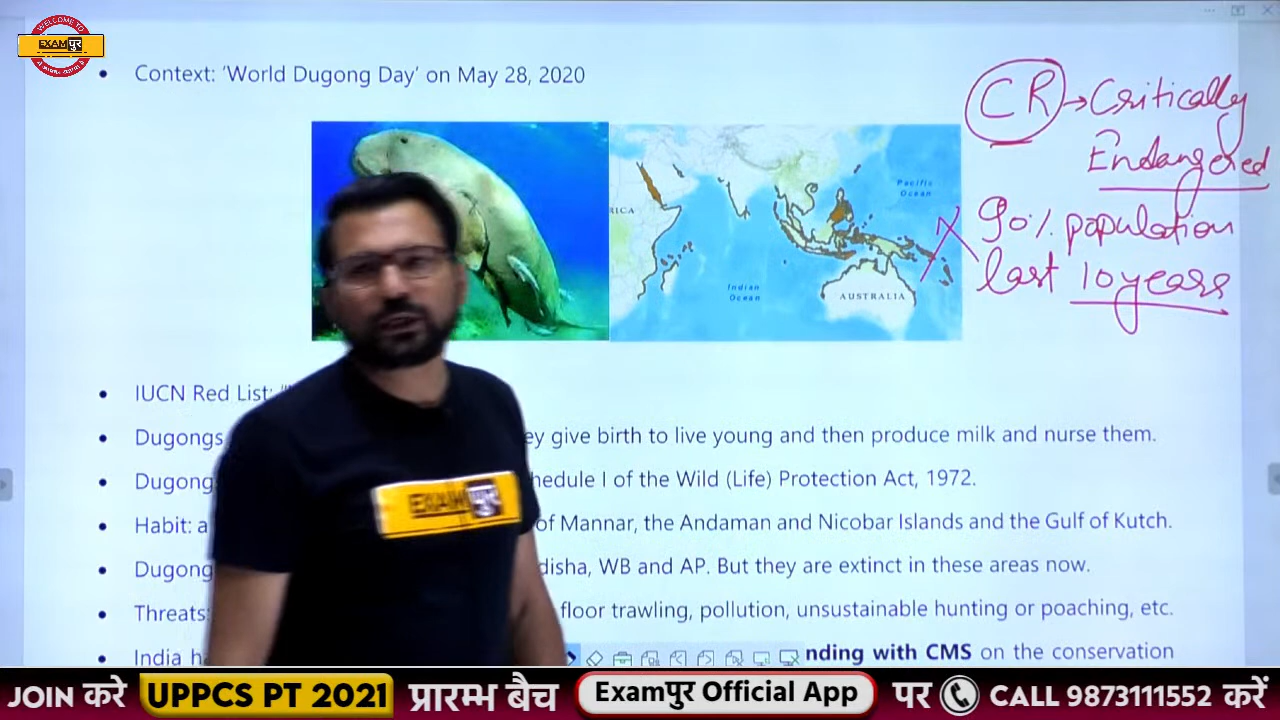 WELCOME TO
EXAMपुर
Context: ‘World Dugong Day’ on May 28, 2020
CR → Critically
Endangered
90% population
last 10 years
RICA
Pacific
Ocean
Indian
Ocean
AUSTRALIA
IUCN Red List:
Dugongs ey give birth to live young and then produce milk and nurse them.
Dugong hedule I of the Wild (Life) Protection Act, 1972.
Habit: a of Mannar, the Andaman and Nicobar Islands and the Gulf of Kutch.
Dugong disha, WB and AP. But they are extinct in these areas now.
Threats: floor trawling, pollution, unsustainable hunting or poaching, etc.
India ha nding with CMS on the conservation
EXAMपुर
JOIN करे UPPCS PT 2021 प्रारम्भ बैच Examपुर Official App पर CALL 9873111552 करें